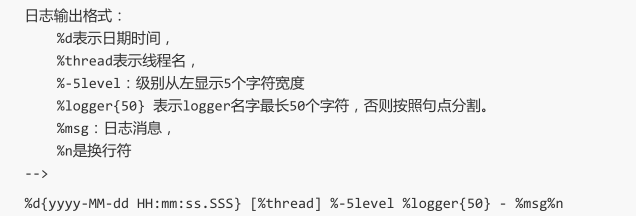 日志输出格式：
%d表示日期时间，
%thread表示线程名，
%-5level：级别从左显示5个字符宽度
%logger{50} 表示logger名字最长50个字符，否则按照句点分割。
%msg：日志消息，
%n是换行符
-->
%d{yyyy-MM-dd HH:mm:ss.SSS} [%thread] %-5level %logger{50} - %msg%n